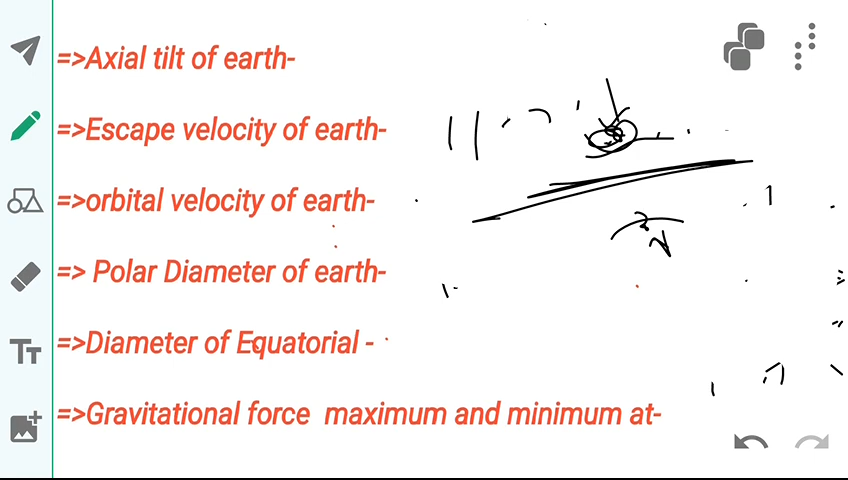 =>Axial tilt of earth-
=>Escape velocity of earth-
=>orbital velocity of earth-
=> Polar Diameter of earth-
=>Diameter of Equatorial -
=>Gravitational force maximum and minimum at-
TT